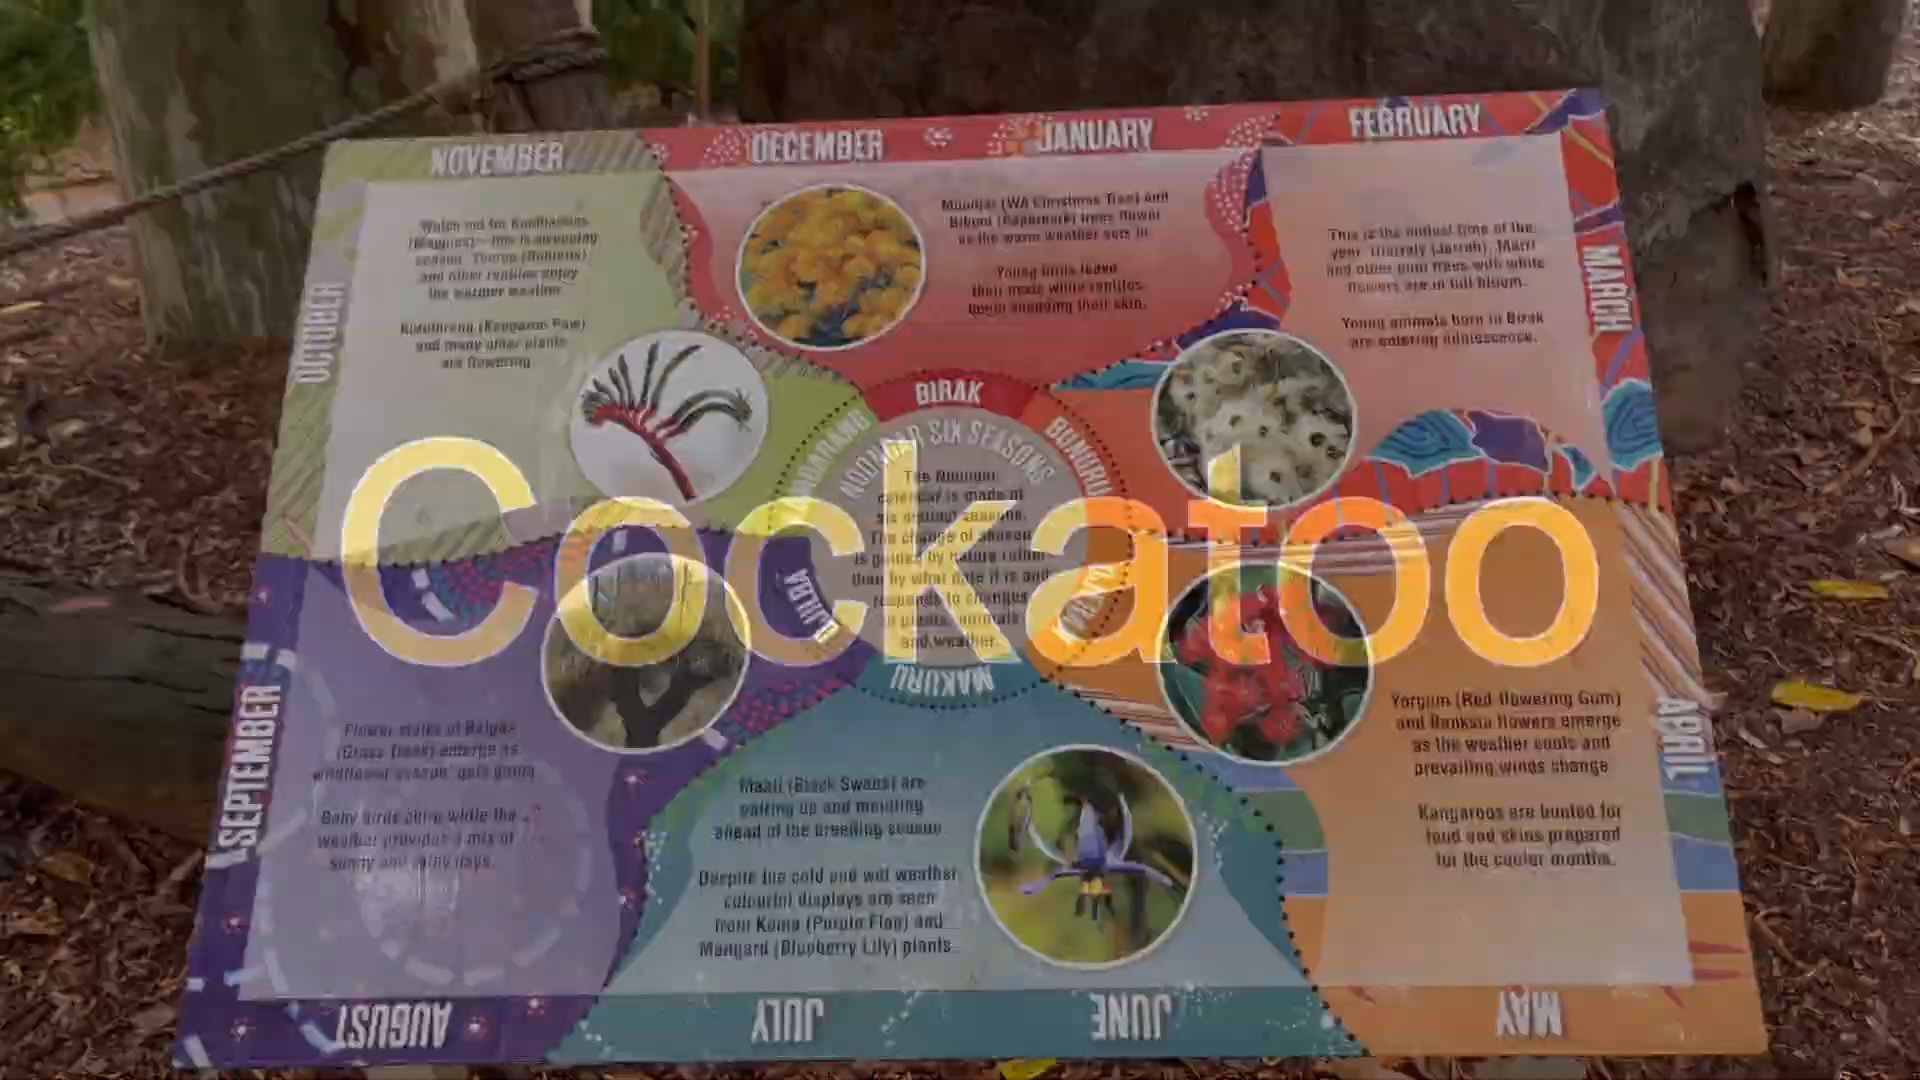 NOVEMBER
DECEMBER
JANUARY
FEBRUARY
MARCH
APRIL
MAY
JUNE
JULY
AUGUST
SEPTEMBER
OCTOBER
season
and other reptiles enjoy
the warmer weather.
(Kangaroo Paw)
and many other plants
are flowering
Moodjar (WA Christmas Tree) and
(Paperbark) trees flower
as the warm weather sets in.
Young birds leave
their nests while reptiles
begin shedding their skin.
This is the hottest time of the
year. (Jarrah), Marri
and other gum trees with white
flowers are in full bloom.
Young animals born in Birak
are entering adolescence.
BIRAK
BUNURU
MAKURU
DJILBA
NOONGAR SIX SEASONS
The Noongar
calendar is made of
six distinct seasons.
The change of season
is guided by nature rather
than by what date it is and
responds to changes
in plants, animals
and weather.
Cockatoo
Flower stalks of Balga
(Grass Trees) emerge as
wildflower season gets going
Baby birds while the
weather provides a mix of
sunny and rainy days.
Maali (Black Swans) are
pairing up and moulting
ahead of the breeding season
Despite the cold and wet weather
colourful displays are seen
from Koma (Purple Flag) and
Mangard (Blueberry Lily) plants
Yorgum (Red flowering Gum)
and Banksia flowers emerge
as the weather cools and
prevailing winds change
Kangaroos are hunted for
food and skins prepared
for the cooler months.